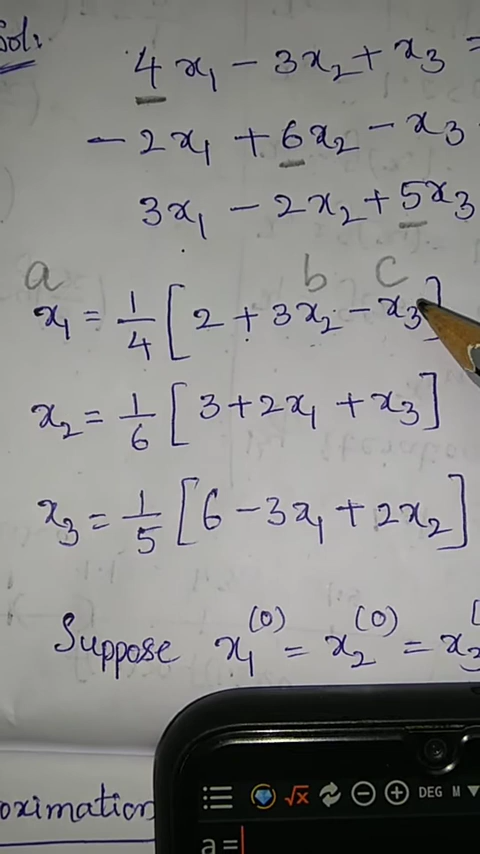 Sol:
4x₁ - 3x₂ + x₃ =
- 2x₁ + 6x₂ - x₃
3x₁ - 2x₂ + 5x₃
a b c
x₁ = 1/4 [2 + 3x₂ - x₃]
x₂ = 1/6 [3 + 2x₁ + x₃]
x₃ = 1/5 [6 - 3x₁ + 2x₂]
Suppose x₁⁽⁰⁾ = x₂⁽⁰⁾ = x₃
oximation
√x DEG M
a=